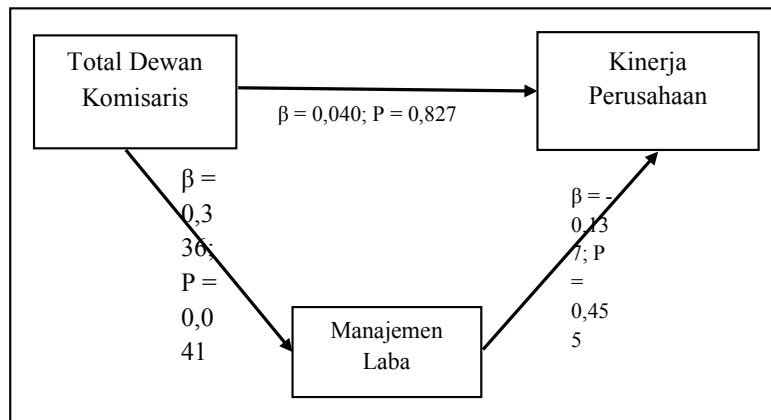 Total Dewan
Komisaris
Kinerja
Perusahaan
β = 0,040; P = 0,827
β =
0,3
36;
P =
0,0
41
β = -
0,13
7; P
=
0,45
5
Manajemen
Laba